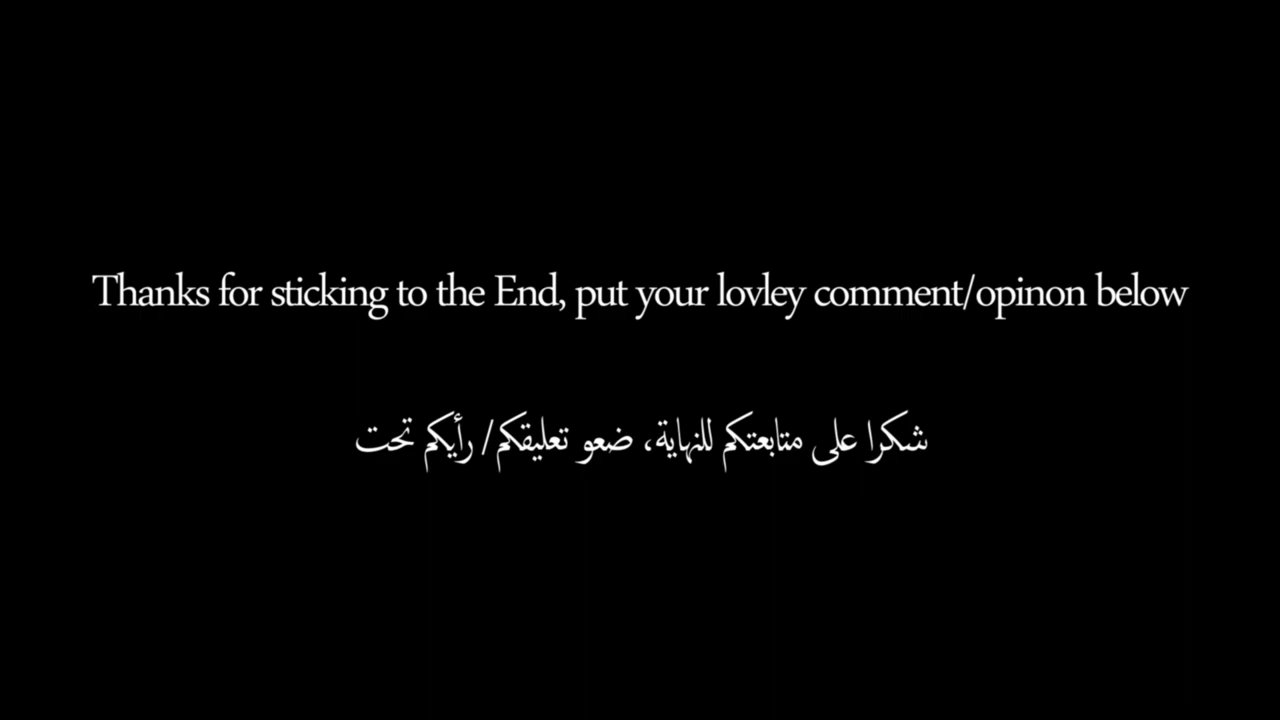 Thanks for sticking to the End, put your lovley comment/opinon below
شكرا على متابعتكم للنهاية، ضعو تعليقكم/ رأيكم تحت